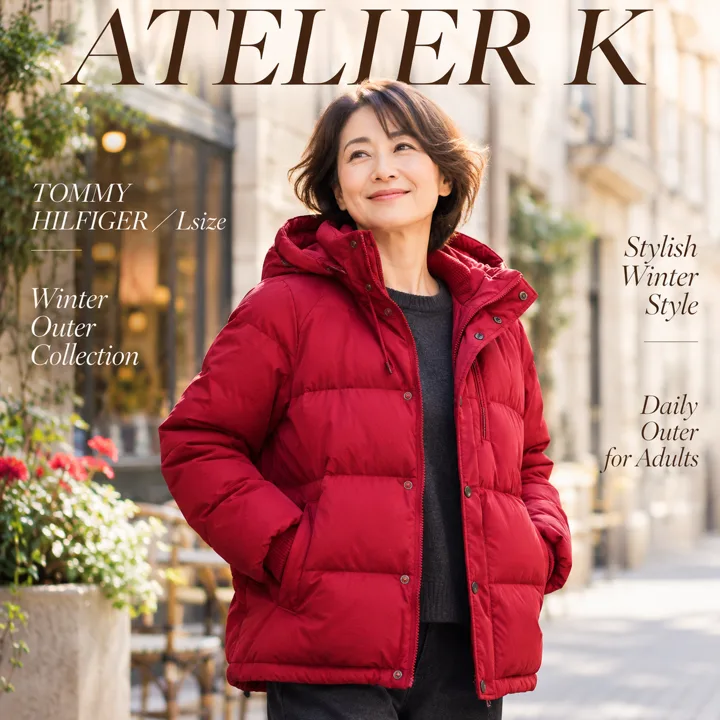 ATELIER K
TOMMY
HILFIGER／Lsize
Winter
Outer
Collection
Stylish
Winter
Style
Daily
Outer
for Adults